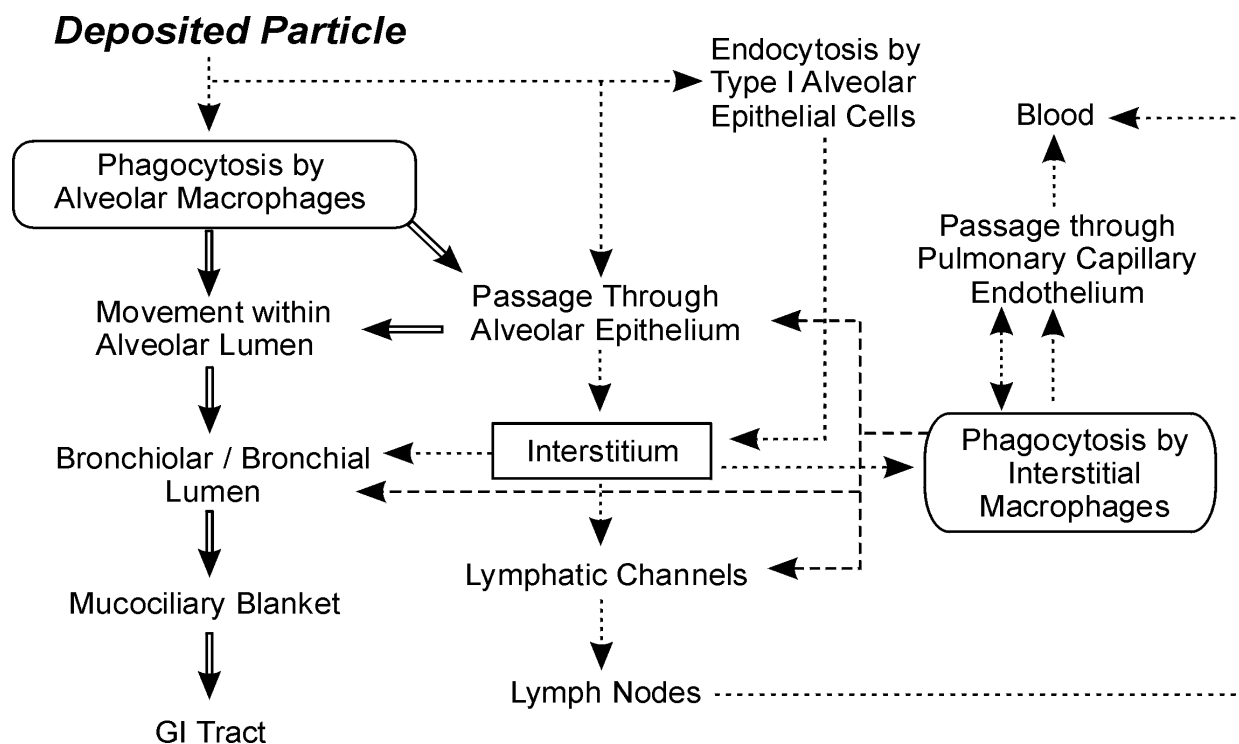 Deposited Particle
Endocytosis by
Type I Alveolar
Epithelial Cells
Blood
Phagocytosis by
Alveolar Macrophages
Passage through
Pulmonary Capillary
Endothelium
Movement within
Alveolar Lumen
Passage Through
Alveolar Epithelium
Bronchiolar / Bronchial
Lumen
Interstitium
Phagocytosis by
Interstitial
Macrophages
Lymphatic Channels
Mucociliary Blanket
Lymph Nodes
GI Tract